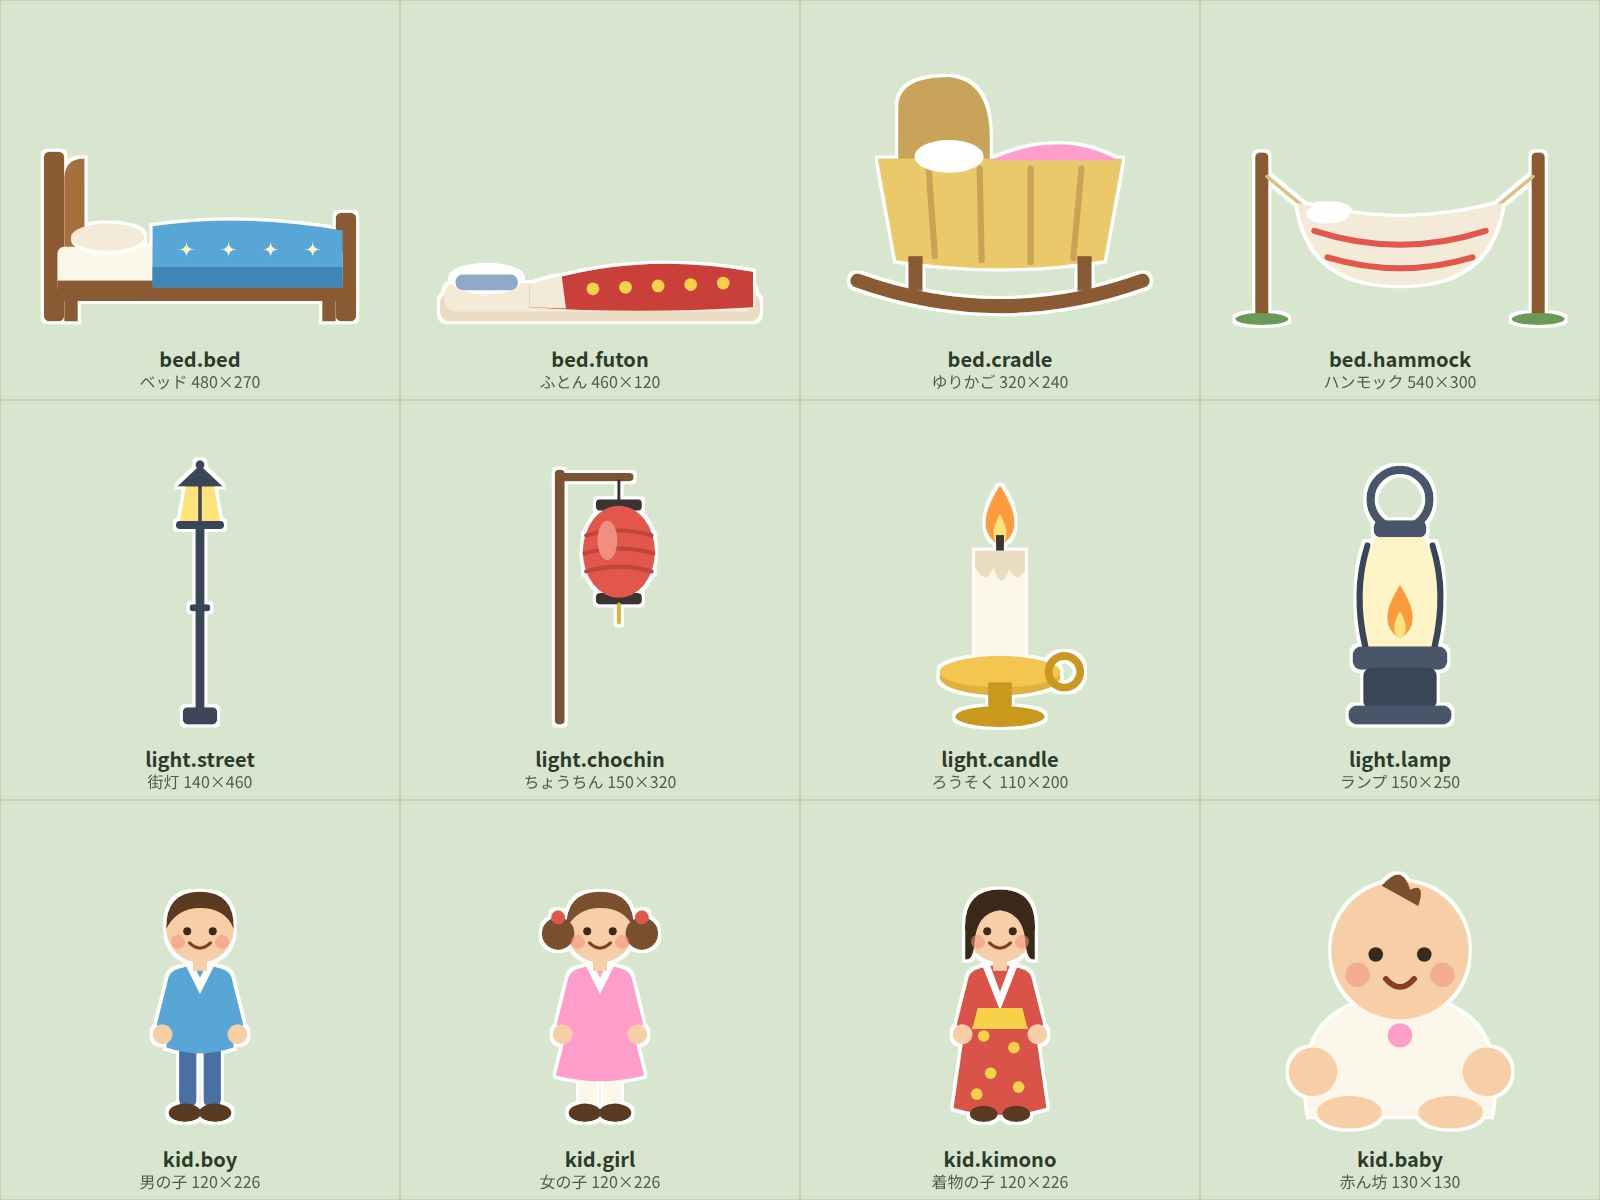 bed.bed
ベッド 480×270
bed.futon
ふとん 460×120
bed.cradle
ゆりかご 320×240
bed.hammock
ハンモック 540×300
light.street
街灯 140×460
light.chochin
ちょうちん 150×320
light.candle
ろうそく 110×200
light.lamp
ランプ 150×250
kid.boy
男の子 120×226
kid.girl
女の子 120×226
kid.kimono
着物の子 120×226
kid.baby
赤ん坊 130×130